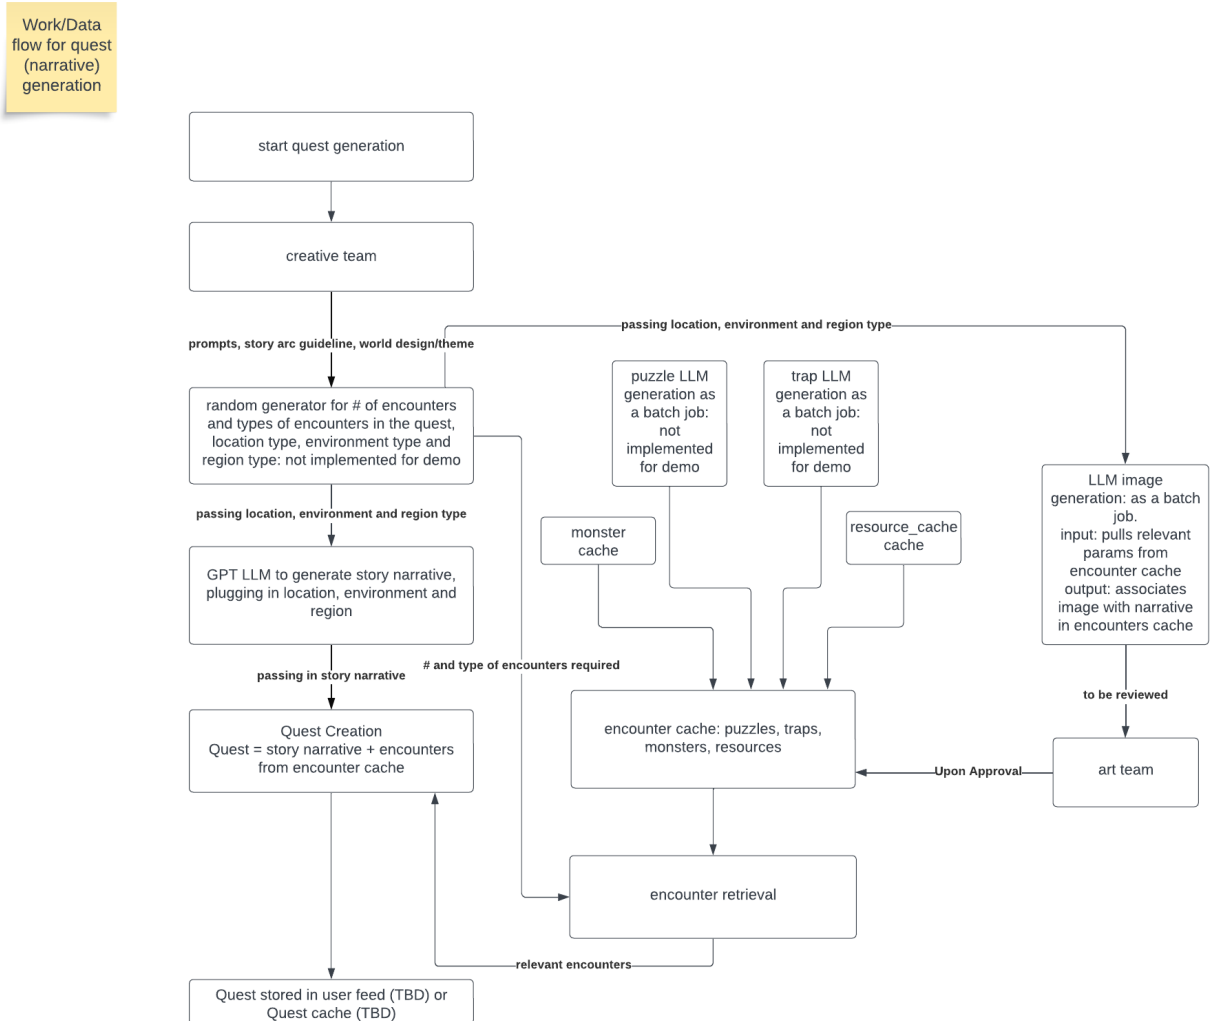 Work/Data
flow for quest
(narrative)
generation
start quest generation
creative team
prompts, story arc guideline, world design/theme
passing location, environment and region type
random generator for # of encounters
and types of encounters in the quest,
location type, environment type and
region type: not implemented for demo
puzzle LLM
generation as
a batch job:
not
implemented
for demo
trap LLM
generation as
a batch job:
not
implemented
for demo
LLM image
generation: as a batch
job.
input: pulls relevant
params from
encounter cache
output: associates
image with narrative
in encounters cache
passing location, environment and region type
monster
cache
resource_cache
cache
GPT LLM to generate story narrative,
plugging in location, environment and
region
passing in story narrative
# and type of encounters required
to be reviewed
Quest Creation
Quest = story narrative + encounters
from encounter cache
encounter cache: puzzles, traps,
monsters, resources
Upon Approval
art team
encounter retrieval
relevant encounters
Quest stored in user feed (TBD) or
Quest cache (TBD)